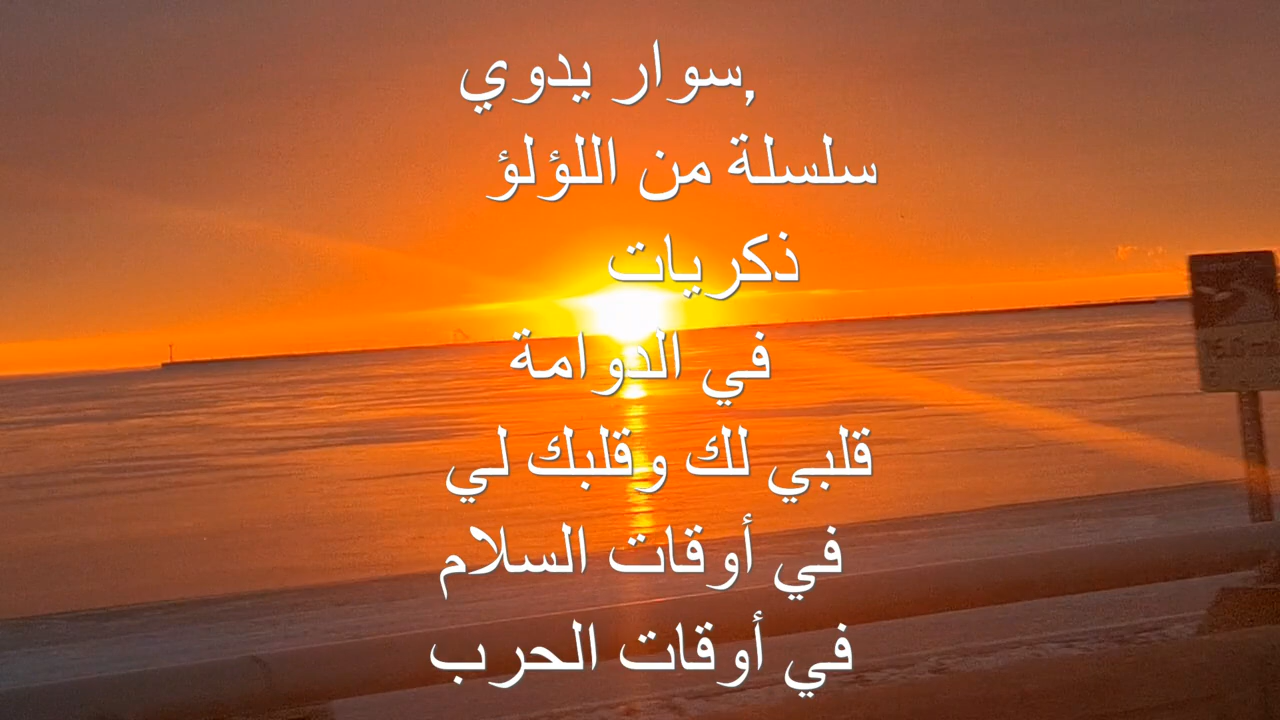 سوار يدوي,
سلسلة من اللؤلؤ
ذكريات
في الدوامة
قلبي لك وقلبك لي
في أوقات السلام
في أوقات الحرب